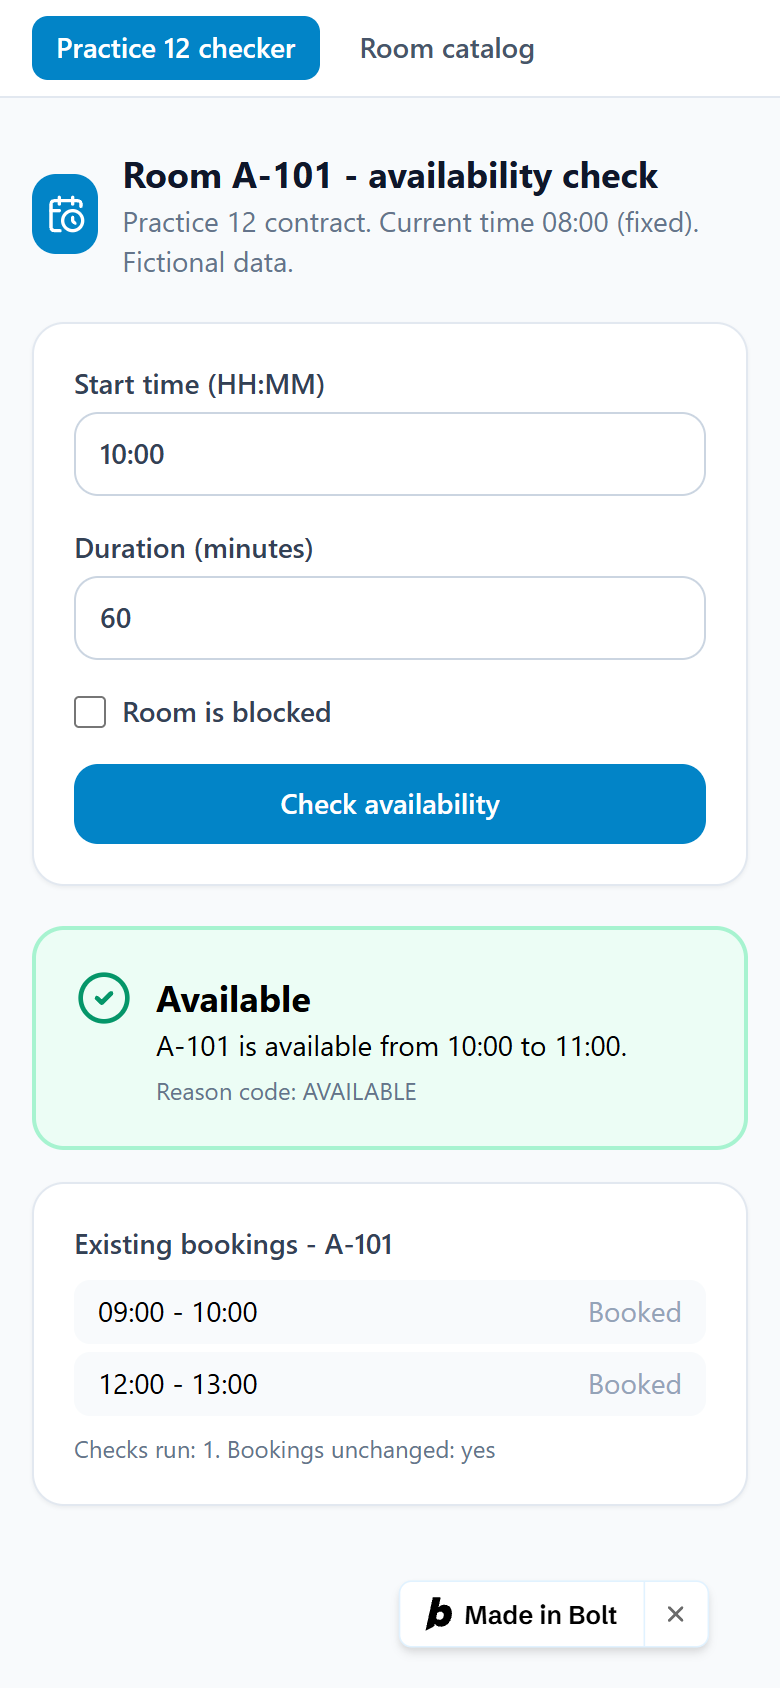 Practice 12 checker
Room catalog
Room A-101 - availability check
Practice 12 contract. Current time 08:00 (fixed).
Fictional data.
Start time (HH:MM)
10:00
Duration (minutes)
60
Room is blocked
Check availability
Available
A-101 is available from 10:00 to 11:00.
Reason code: AVAILABLE
Existing bookings - A-101
09:00 - 10:00 Booked
12:00 - 13:00 Booked
Checks run: 1. Bookings unchanged: yes
b Made in Bolt